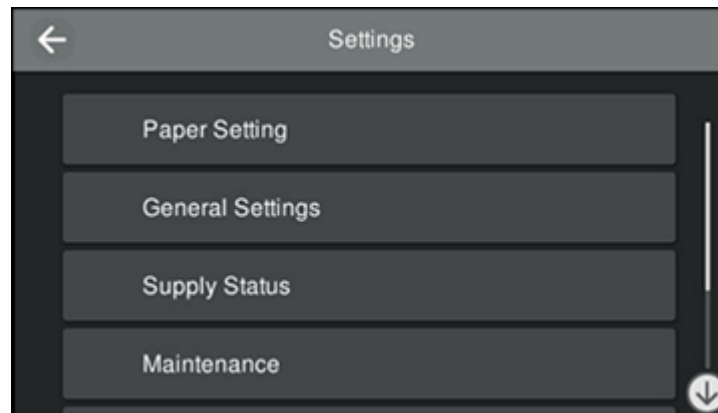 Settings
Paper Setting
General Settings
Supply Status
Maintenance